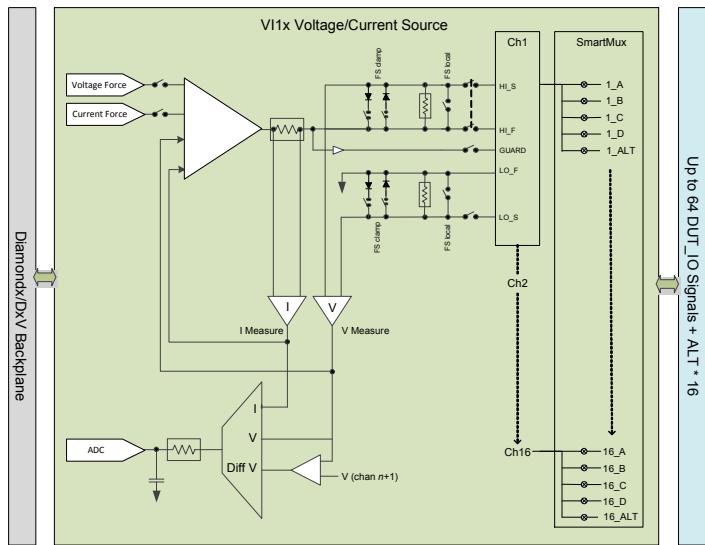 VI1x Voltage/Current Source
Ch1
SmartMux
Voltage Force
Current Force
FS clamp
FS local
HI_S
HI_F
GUARD
LO_F
LO_S
FS clamp
FS local
1_A
1_B
1_C
1_D
1_ALT
Ch2
I
V
I Measure
V Measure
I
V
Diff V
V (chan n+1)
ADC
Ch16
16_A
16_B
16_C
16_D
16_ALT
Diamondx/DxV Backplane
Up to 64 DUT_IO Signals + ALT * 16